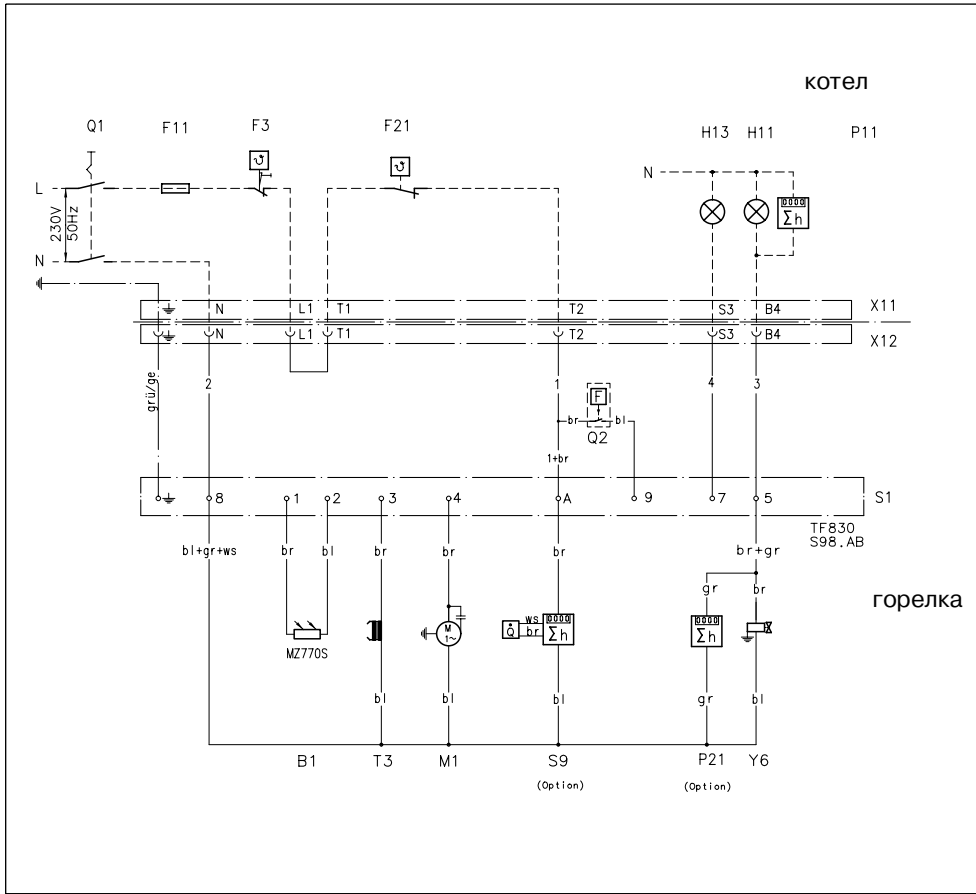 котел
Q1 F11 F3 F21 H13 H11 P11
N
L
0000
Σh
230V
50Hz
N
N L1 T1 T2 S3 B4 X11
N L1 T1 T2 S3 B4 X12
grü/ge 2 1 4 3
F
br bl
Q2
1+br
8 1 2 3 4 A 9 7 5 S1
TF830
S98.AB
bl+gr+ws br bl br br br br+gr
gr br
горелка
M
1~
Q ws
br
0000
Σh
0000
Σh
MZ770S
bl bl bl gr bl
B1 T3 M1 S9 P21 Y6
(Option) (Option)